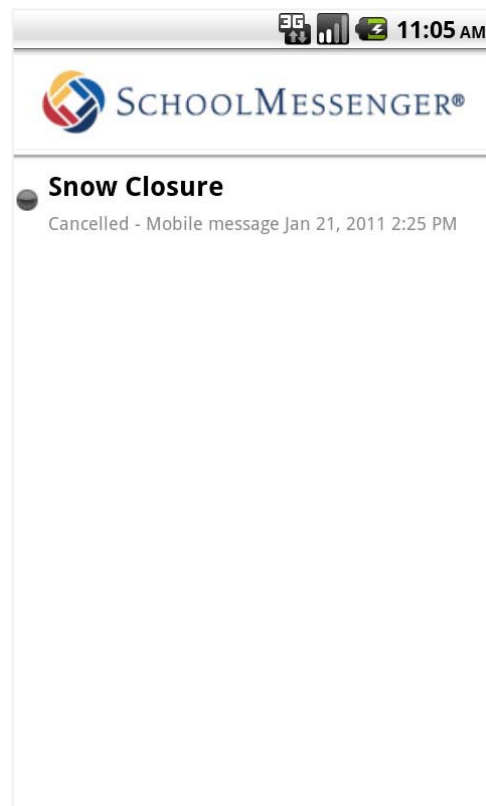 3G 11:05 AM
SCHOOLMESSENGER®
Snow Closure
Cancelled - Mobile message Jan 21, 2011 2:25 PM